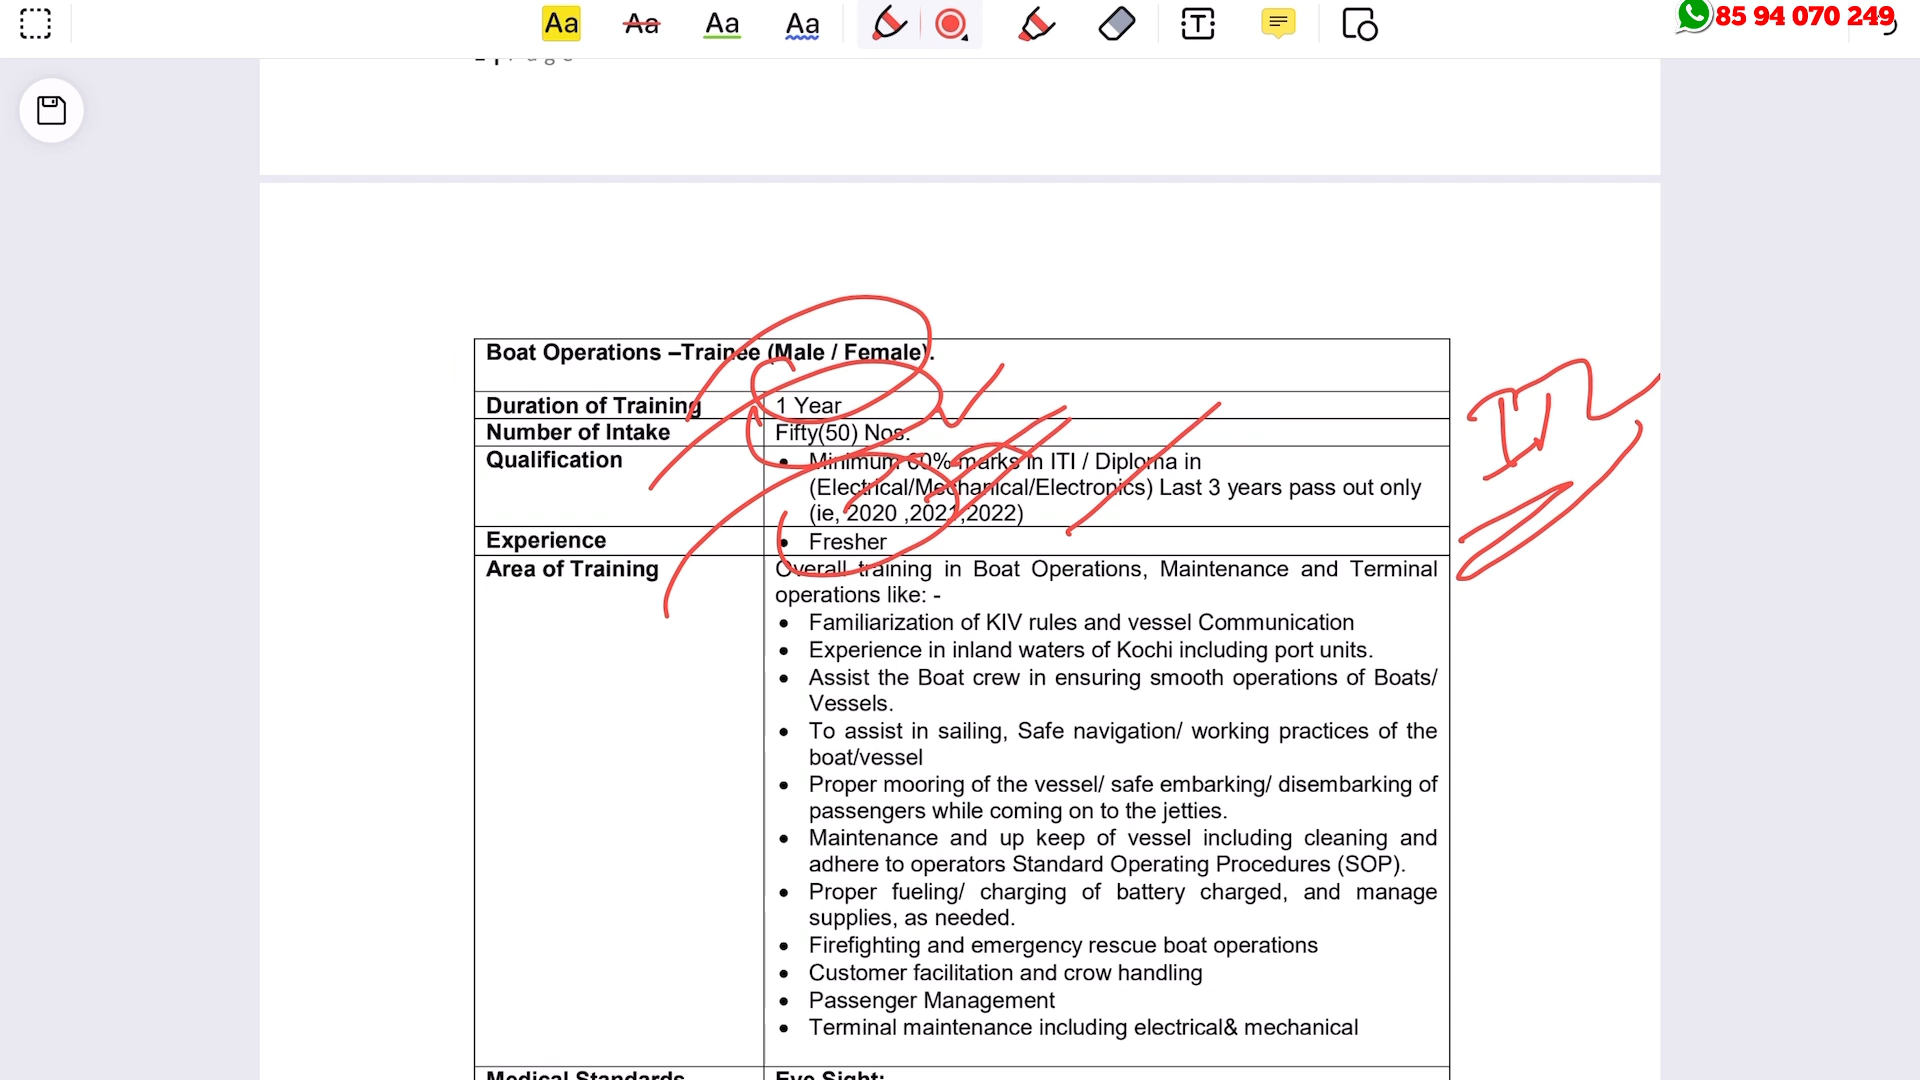 Aa Aa Aa Aa T
85 94 070 249
Boat Operations –Trainee (Male / Female).
Duration of Training 1 Year
Number of Intake Fifty(50) Nos.
Qualification • Minimum 60% marks in ITI / Diploma in
(Electrical/Mechanical/Electronics) Last 3 years pass out only
(ie, 2020 ,2021,2022)
Experience • Fresher
Area of Training Overall training in Boat Operations, Maintenance and Terminal
operations like: -
• Familiarization of KIV rules and vessel Communication
• Experience in inland waters of Kochi including port units.
• Assist the Boat crew in ensuring smooth operations of Boats/
Vessels.
• To assist in sailing, Safe navigation/ working practices of the
boat/vessel
• Proper mooring of the vessel/ safe embarking/ disembarking of
passengers while coming on to the jetties.
• Maintenance and up keep of vessel including cleaning and
adhere to operators Standard Operating Procedures (SOP).
• Proper fueling/ charging of battery charged, and manage
supplies, as needed.
• Firefighting and emergency rescue boat operations
• Customer facilitation and crow handling
• Passenger Management
• Terminal maintenance including electrical& mechanical
Medical Standards Eye Sight: